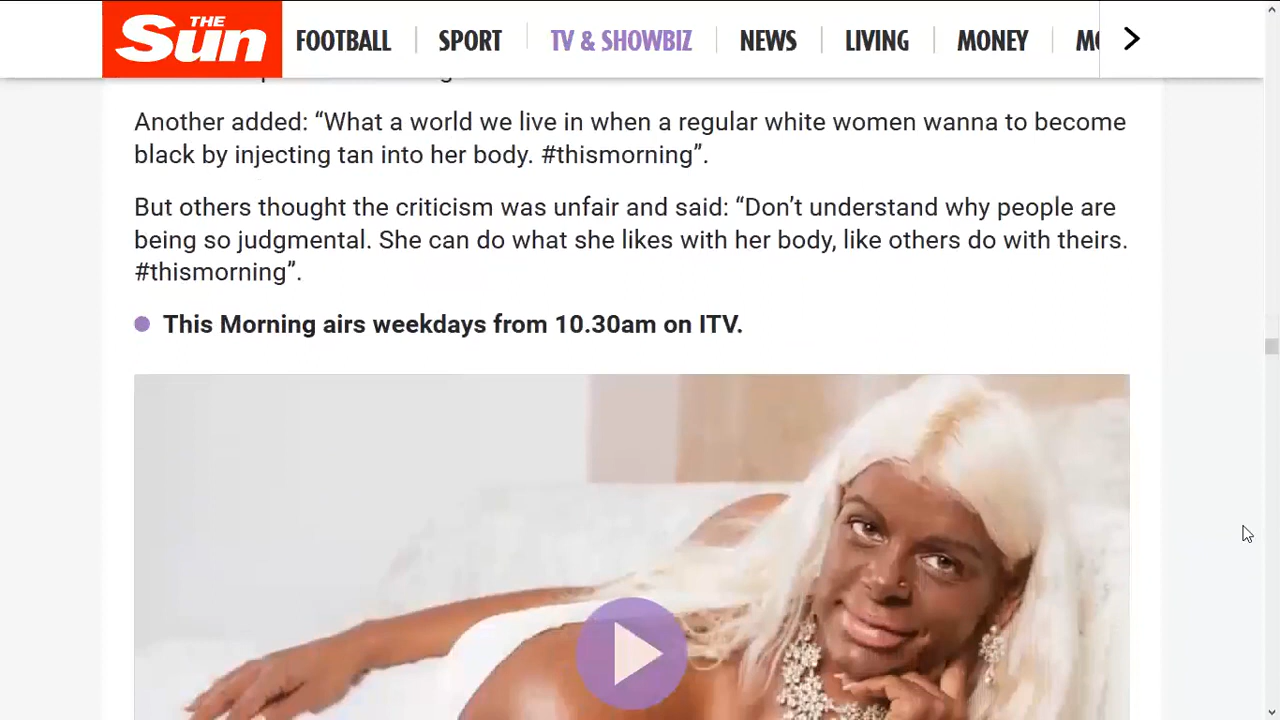 THE
Sun
FOOTBALL
SPORT
TV & SHOWBIZ
NEWS
LIVING
MONEY
Another added: “What a world we live in when a regular white women wanna to become
black by injecting tan into her body. #thismorning”.
But others thought the criticism was unfair and said: “Don’t understand why people are
being so judgmental. She can do what she likes with her body, like others do with theirs.
#thismorning”.
This Morning airs weekdays from 10.30am on ITV.